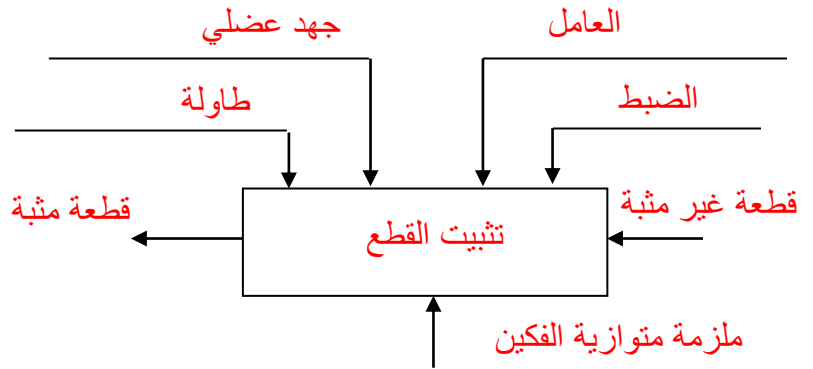 العامل
جهد عضلي
الضبط
طاولة
قطعة غير مثبة
تثبيت القطع
قطعة مثبة
ملزمة متوازية الفكين